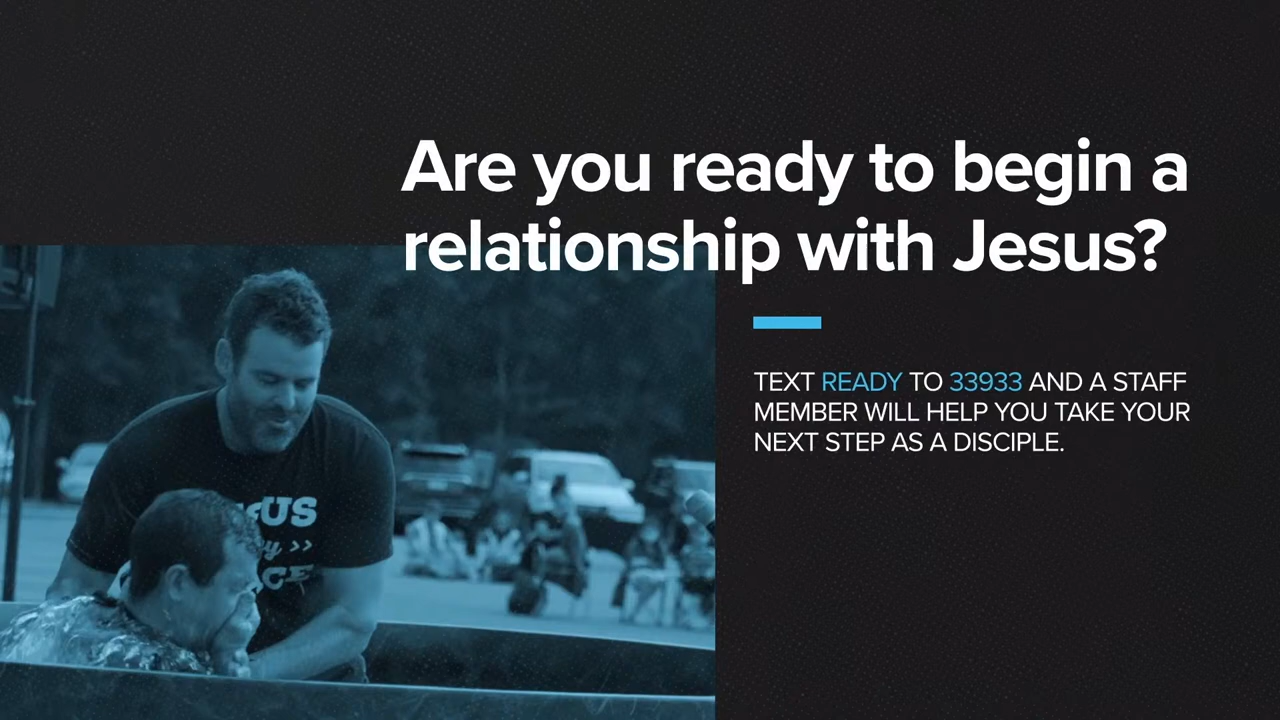 Are you ready to begin a
relationship with Jesus?
TEXT READY TO 33933 AND A STAFF
MEMBER WILL HELP YOU TAKE YOUR
NEXT STEP AS A DISCIPLE.